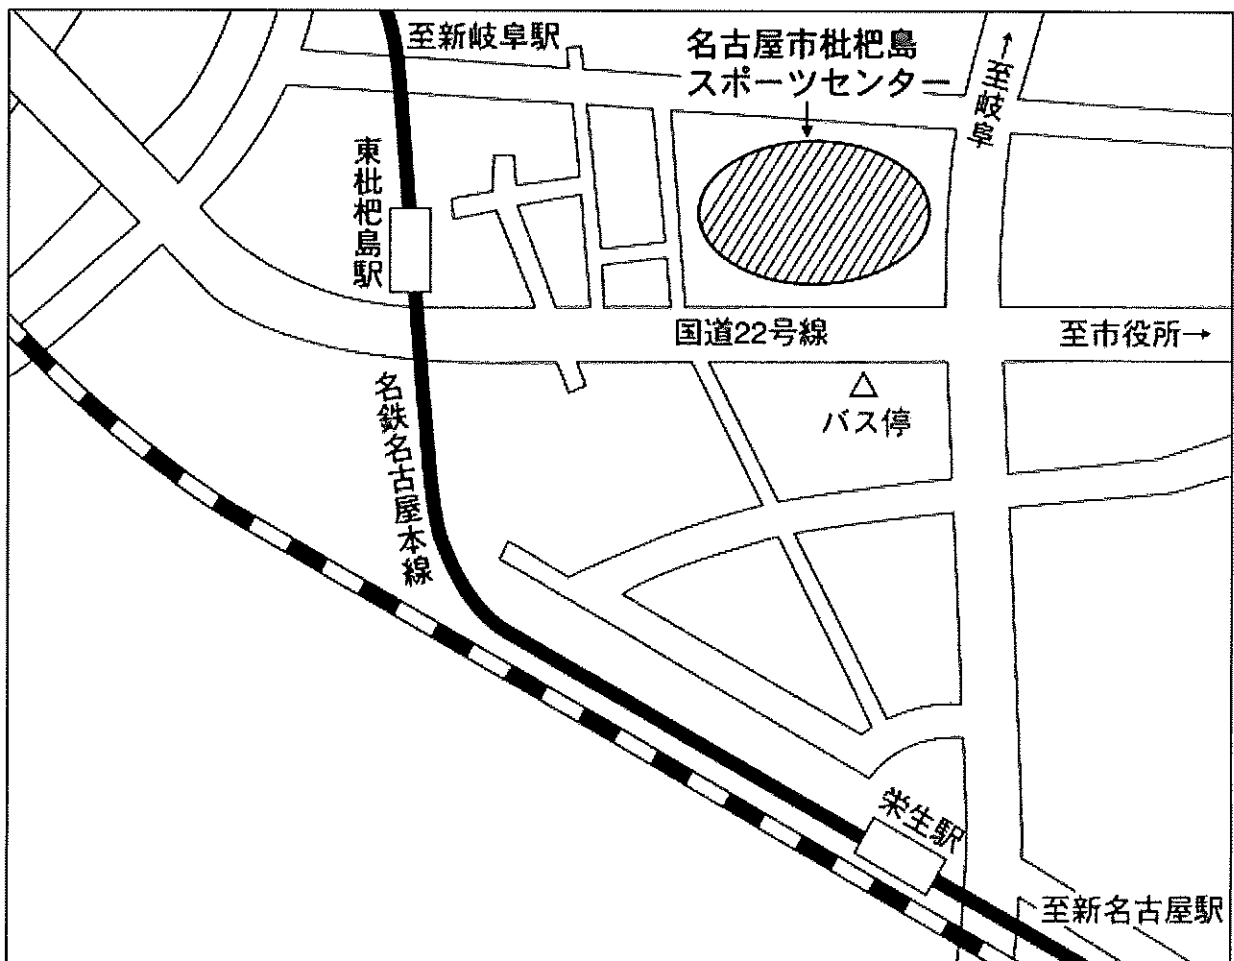 至新岐阜駅
名古屋市枇杷島
スポーツセンター
↑至岐阜
東枇杷島駅
国道22号線
至市役所→
バス停
名鉄名古屋本線
栄生駅
至新名古屋駅